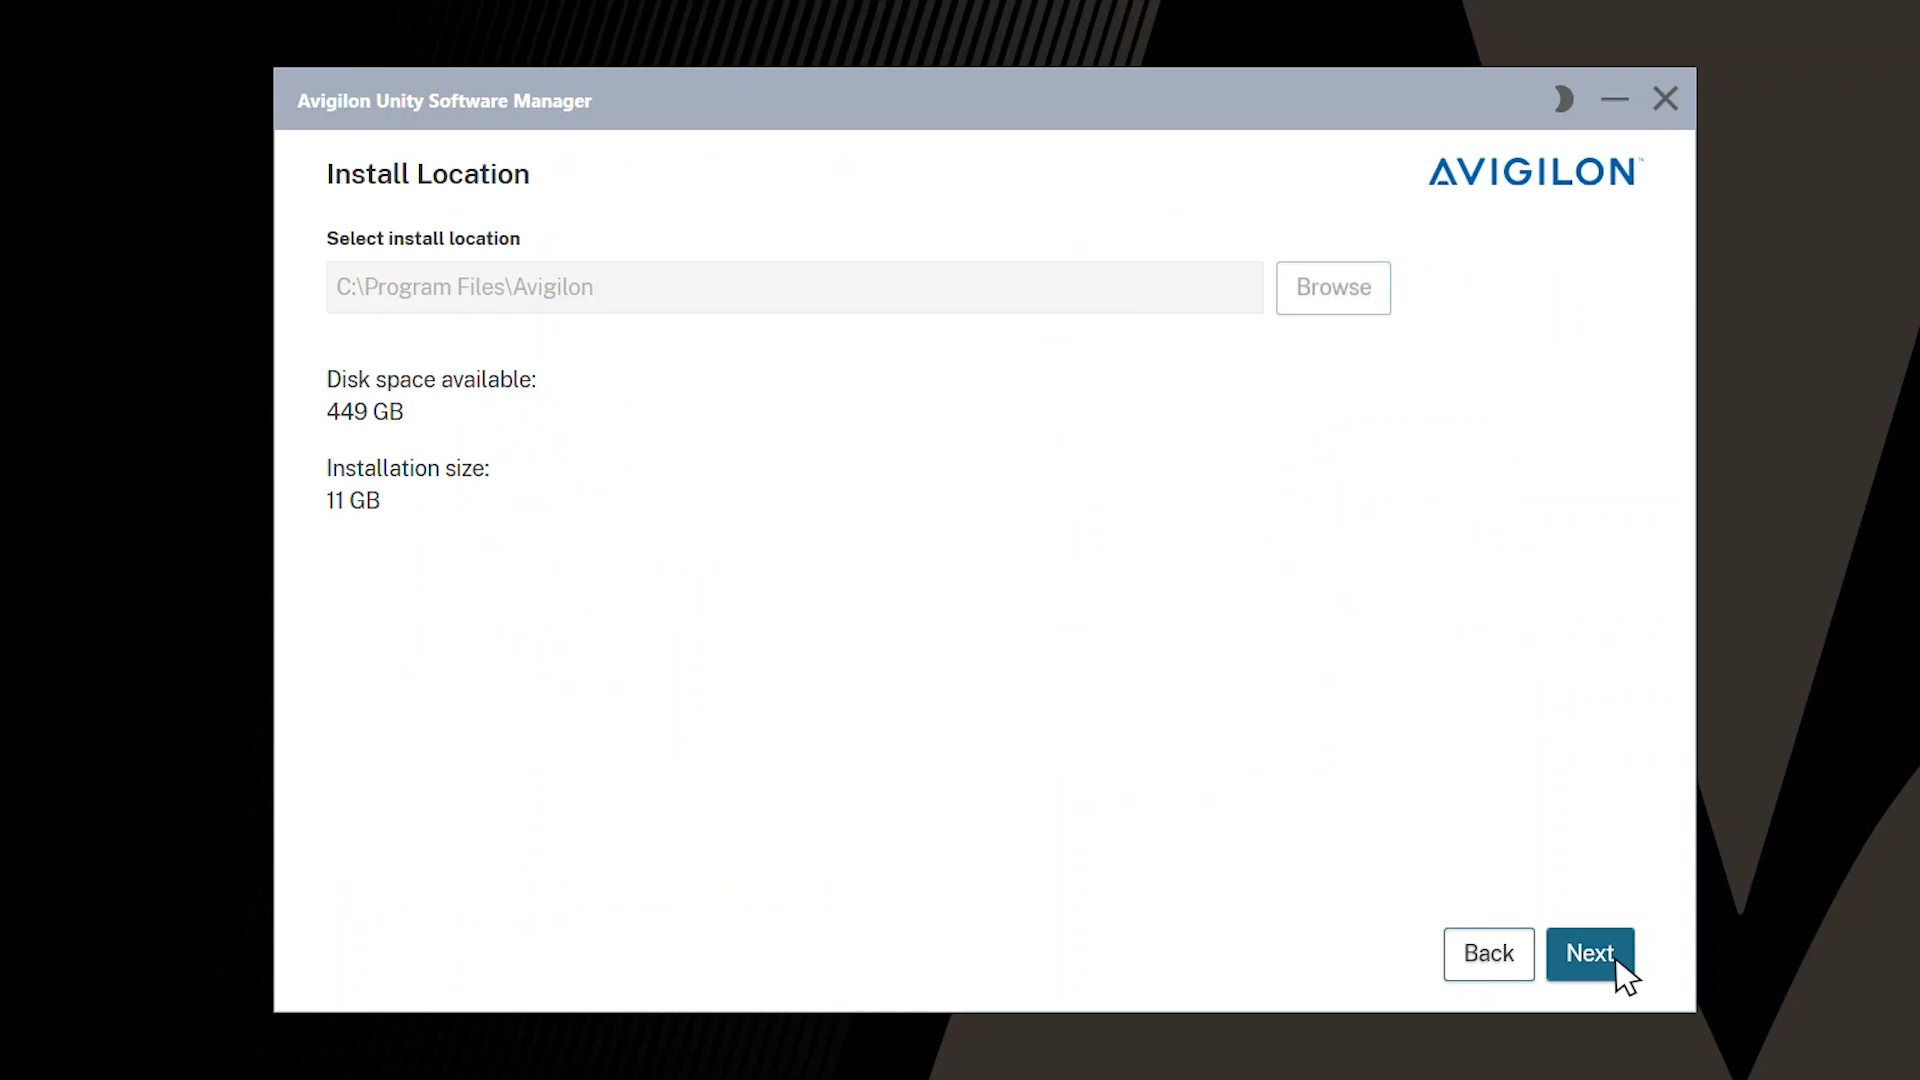 Avigilon Unity Software Manager
Install Location
AVIGILON™
Select install location
C:\Program Files\Avigilon
Browse
Disk space available:
449 GB
Installation size:
11 GB
Back
Next